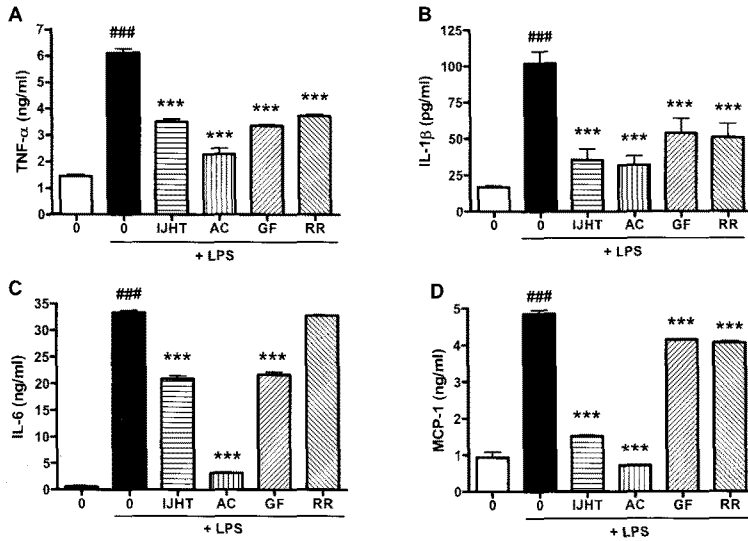 A
TNF-α (ng/ml)
7
6
5
4
3
2
1
0
###
***
***
***
***
0 0 IJHT AC GF RR
+ LPS
B
IL-1β (pg/ml)
125
100
75
50
25
0
###
***
***
***
***
0 0 IJHT AC GF RR
+ LPS
C
IL-6 (ng/ml)
35
30
25
20
15
10
5
0
###
***
***
***
0 0 IJHT AC GF RR
+ LPS
D
MCP-1 (ng/ml)
5
4
3
2
1
0
###
***
***
***
***
0 0 IJHT AC GF RR
+ LPS